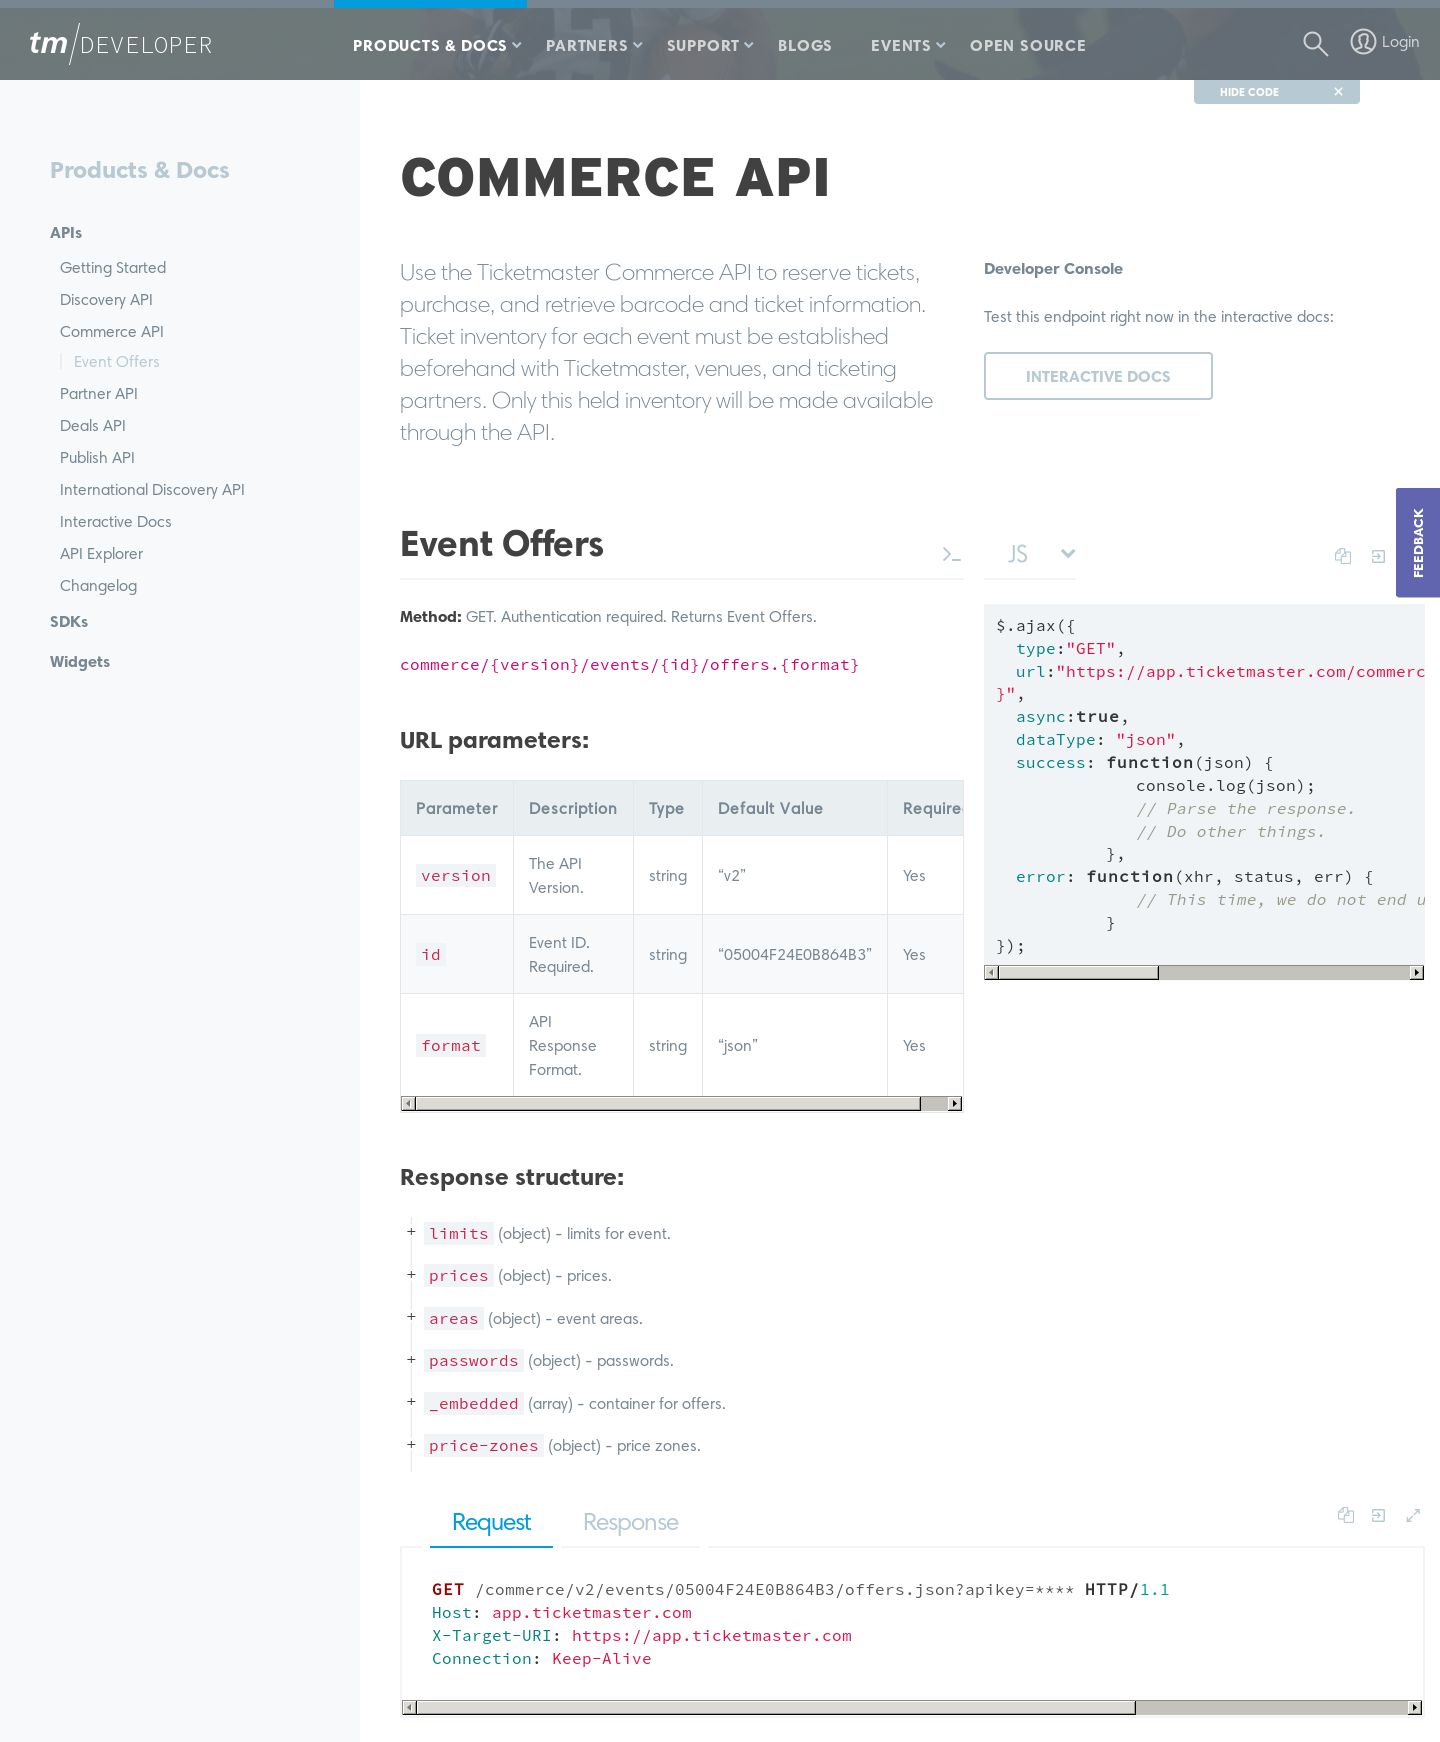 tm/DEVELOPER
PRODUCTS & DOCS
PARTNERS
SUPPORT
BLOGS
EVENTS
OPEN SOURCE
Login
HIDE CODE ×
Products & Docs
APIs
Getting Started
Discovery API
Commerce API
Event Offers
Partner API
Deals API
Publish API
International Discovery API
Interactive Docs
API Explorer
Changelog
SDKs
Widgets
COMMERCE API
Use the Ticketmaster Commerce API to reserve tickets,
purchase, and retrieve barcode and ticket information.
Ticket inventory for each event must be established
beforehand with Ticketmaster, venues, and ticketing
partners. Only this held inventory will be made available
through the API.
Developer Console
Test this endpoint right now in the interactive docs:
INTERACTIVE DOCS
FEEDBACK
Event Offers
JS
Method: GET. Authentication required. Returns Event Offers.
commerce/{version}/events/{id}/offers.{format}
URL parameters:
Parameter Description Type Default Value Required
version The API Version. string “v2” Yes
id Event ID. Required. string “05004F24E0B864B3” Yes
format API Response Format. string “json” Yes
$.ajax({
type:"GET",
url:"https://app.ticketmaster.com/commerc
}",
async:true,
dataType: "json",
success: function(json) {
console.log(json);
// Parse the response.
// Do other things.
},
error: function(xhr, status, err) {
// This time, we do not end u
}
});
Response structure:
+ limits (object) - limits for event.
+ prices (object) - prices.
+ areas (object) - event areas.
+ passwords (object) - passwords.
+ _embedded (array) - container for offers.
+ price-zones (object) - price zones.
Request
Response
GET /commerce/v2/events/05004F24E0B864B3/offers.json?apikey=**** HTTP/1.1
Host: app.ticketmaster.com
X-Target-URI: https://app.ticketmaster.com
Connection: Keep-Alive